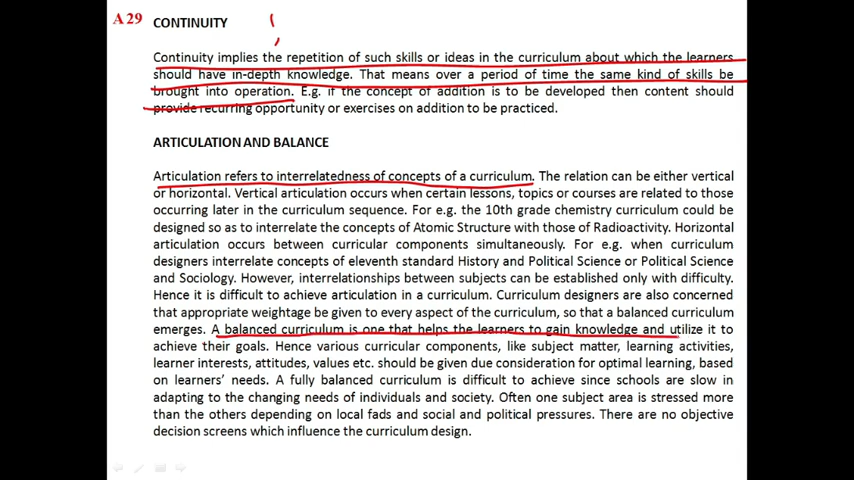 A 29 CONTINUITY
Continuity implies the repetition of such skills or ideas in the curriculum about which the learners
should have in-depth knowledge. That means over a period of time the same kind of skills be
brought into operation. E.g. if the concept of addition is to be developed then content should
provide recurring opportunity or exercises on addition to be practiced.
ARTICULATION AND BALANCE
Articulation refers to interrelatedness of concepts of a curriculum. The relation can be either vertical
or horizontal. Vertical articulation occurs when certain lessons, topics or courses are related to those
occurring later in the curriculum sequence. For e.g. the 10th grade chemistry curriculum could be
designed so as to interrelate the concepts of Atomic Structure with those of Radioactivity. Horizontal
articulation occurs between curricular components simultaneously. For e.g. when curriculum
designers interrelate concepts of eleventh standard History and Political Science or Political Science
and Sociology. However, interrelationships between subjects can be established only with difficulty.
Hence it is difficult to achieve articulation in a curriculum. Curriculum designers are also concerned
that appropriate weightage be given to every aspect of the curriculum, so that a balanced curriculum
emerges. A balanced curriculum is one that helps the learners to gain knowledge and utilize it to
achieve their goals. Hence various curricular components, like subject matter, learning activities,
learner interests, attitudes, values etc. should be given due consideration for optimal learning, based
on learners' needs. A fully balanced curriculum is difficult to achieve since schools are slow in
adapting to the changing needs of individuals and society. Often one subject area is stressed more
than the others depending on local fads and social and political pressures. There are no objective
decision screens which influence the curriculum design.